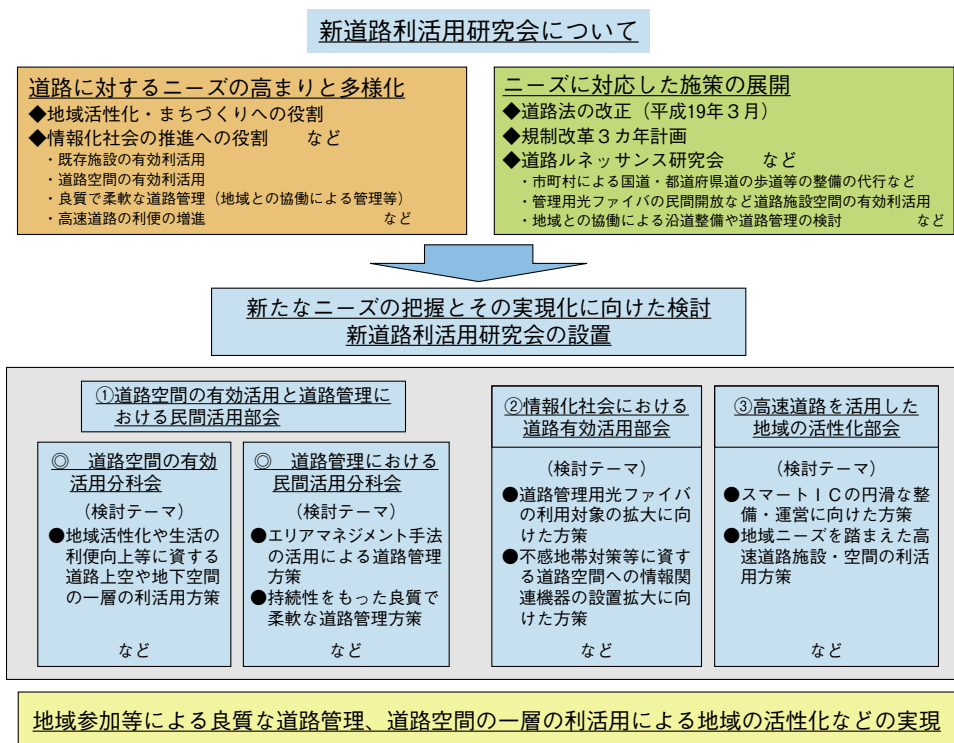 新道路利活用研究会について
道路に対するニーズの高まりと多様化
◆地域活性化・まちづくりへの役割
◆情報化社会の推進への役割　　など
・既存施設の有効利活用
・道路空間の有効利活用
・良質で柔軟な道路管理（地域との協働による管理等）
・高速道路の利便の増進　　など
ニーズに対応した施策の展開
◆道路法の改正（平成19年３月）
◆規制改革３カ年計画
◆道路ルネッサンス研究会　　など
・市町村による国道・都道府県道の歩道等の整備の代行など
・管理用光ファイバの民間開放など道路施設空間の有効利活用
・地域との協働による沿道整備や道路管理の検討　　など
新たなニーズの把握とその実現化に向けた検討
新道路利活用研究会の設置
①道路空間の有効活用と道路管理に
おける民間活用部会
◎　道路空間の有効
活用分科会
（検討テーマ）
●地域活性化や生活の
利便向上等に資する
道路上空や地下空間
の一層の利活用方策
など
◎　道路管理における
民間活用分科会
（検討テーマ）
●エリアマネジメント手法
の活用による道路管理
方策
●持続性をもった良質で
柔軟な道路管理方策
など
②情報化社会における
道路有効活用部会
（検討テーマ）
●道路管理用光ファイバ
の利用対象の拡大に向
けた方策
●不感地帯対策等に資す
る道路空間への情報関
連機器の設置拡大に向
けた方策
など
③高速道路を活用した
地域の活性化部会
（検討テーマ）
●スマートＩＣの円滑な整
備・運営に向けた方策
●地域ニーズを踏まえた高
速道路施設・空間の利活
用方策
など
地域参加等による良質な道路管理、道路空間の一層の利活用による地域の活性化などの実現